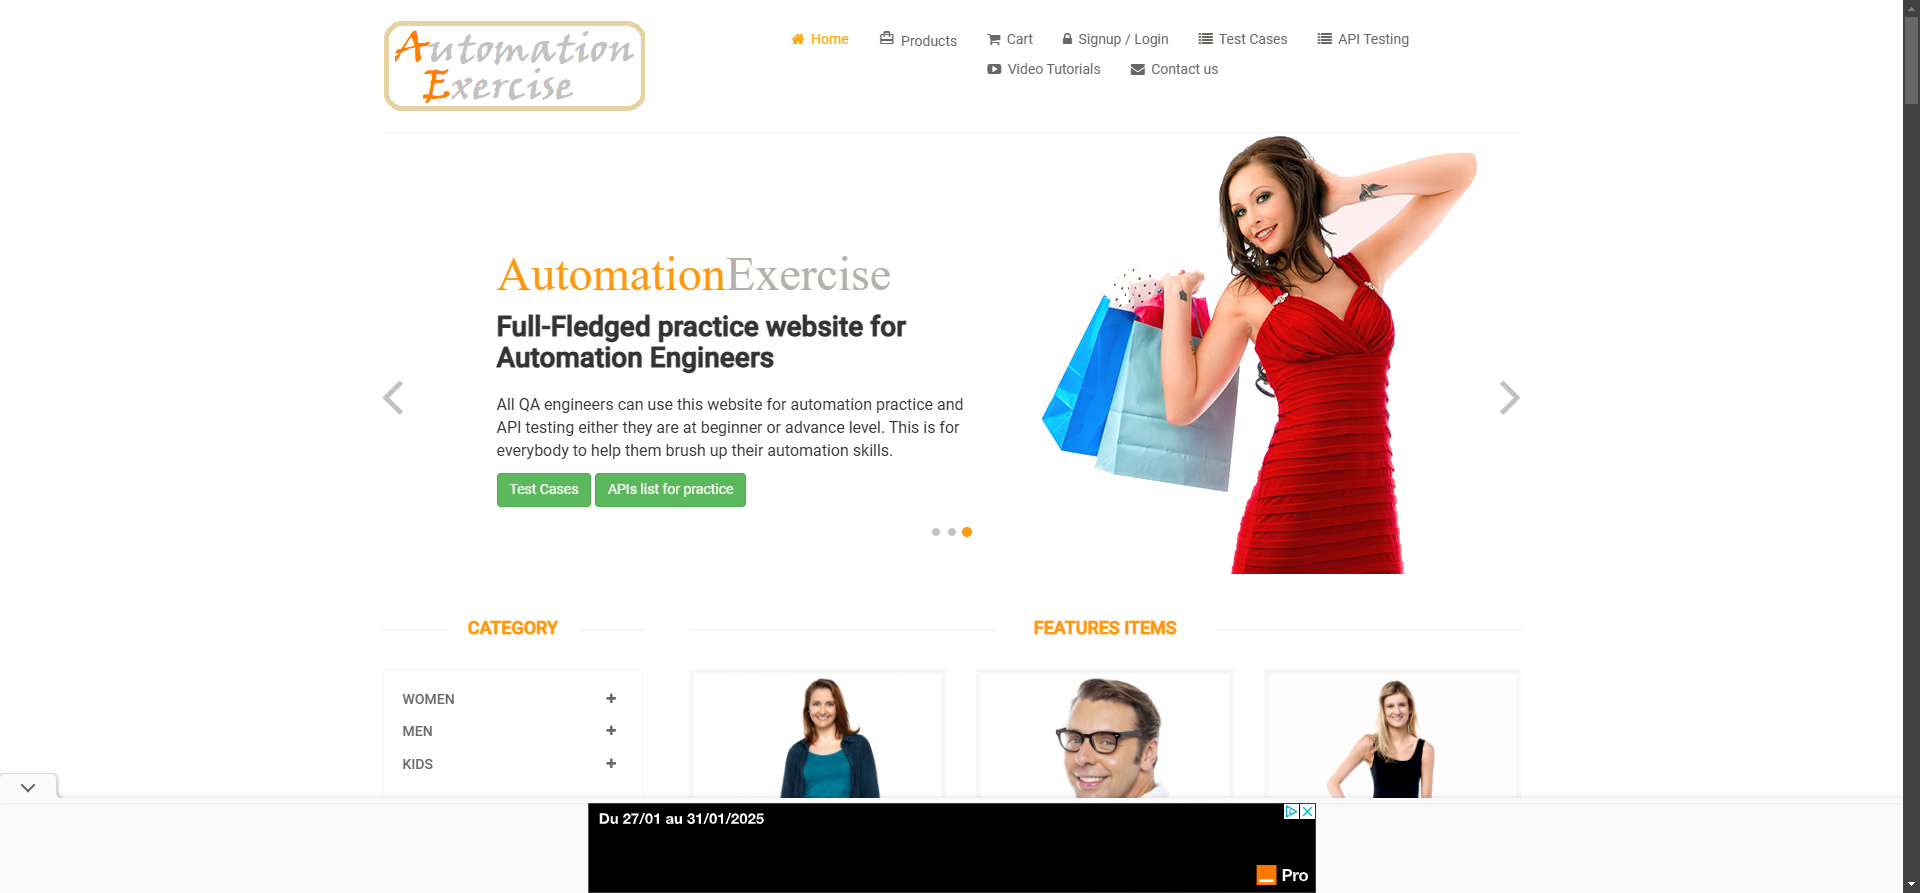 Automation
Exercise
Home
Products
Cart
Signup / Login
Test Cases
API Testing
Video Tutorials
Contact us
AutomationExercise
Full-Fledged practice website for
Automation Engineers
All QA engineers can use this website for automation practice and
API testing either they are at beginner or advance level. This is for
everybody to help them brush up their automation skills.
Test Cases
APIs list for practice
CATEGORY
FEATURES ITEMS
WOMEN
MEN
KIDS
Du 27/01 au 31/01/2025
Pro